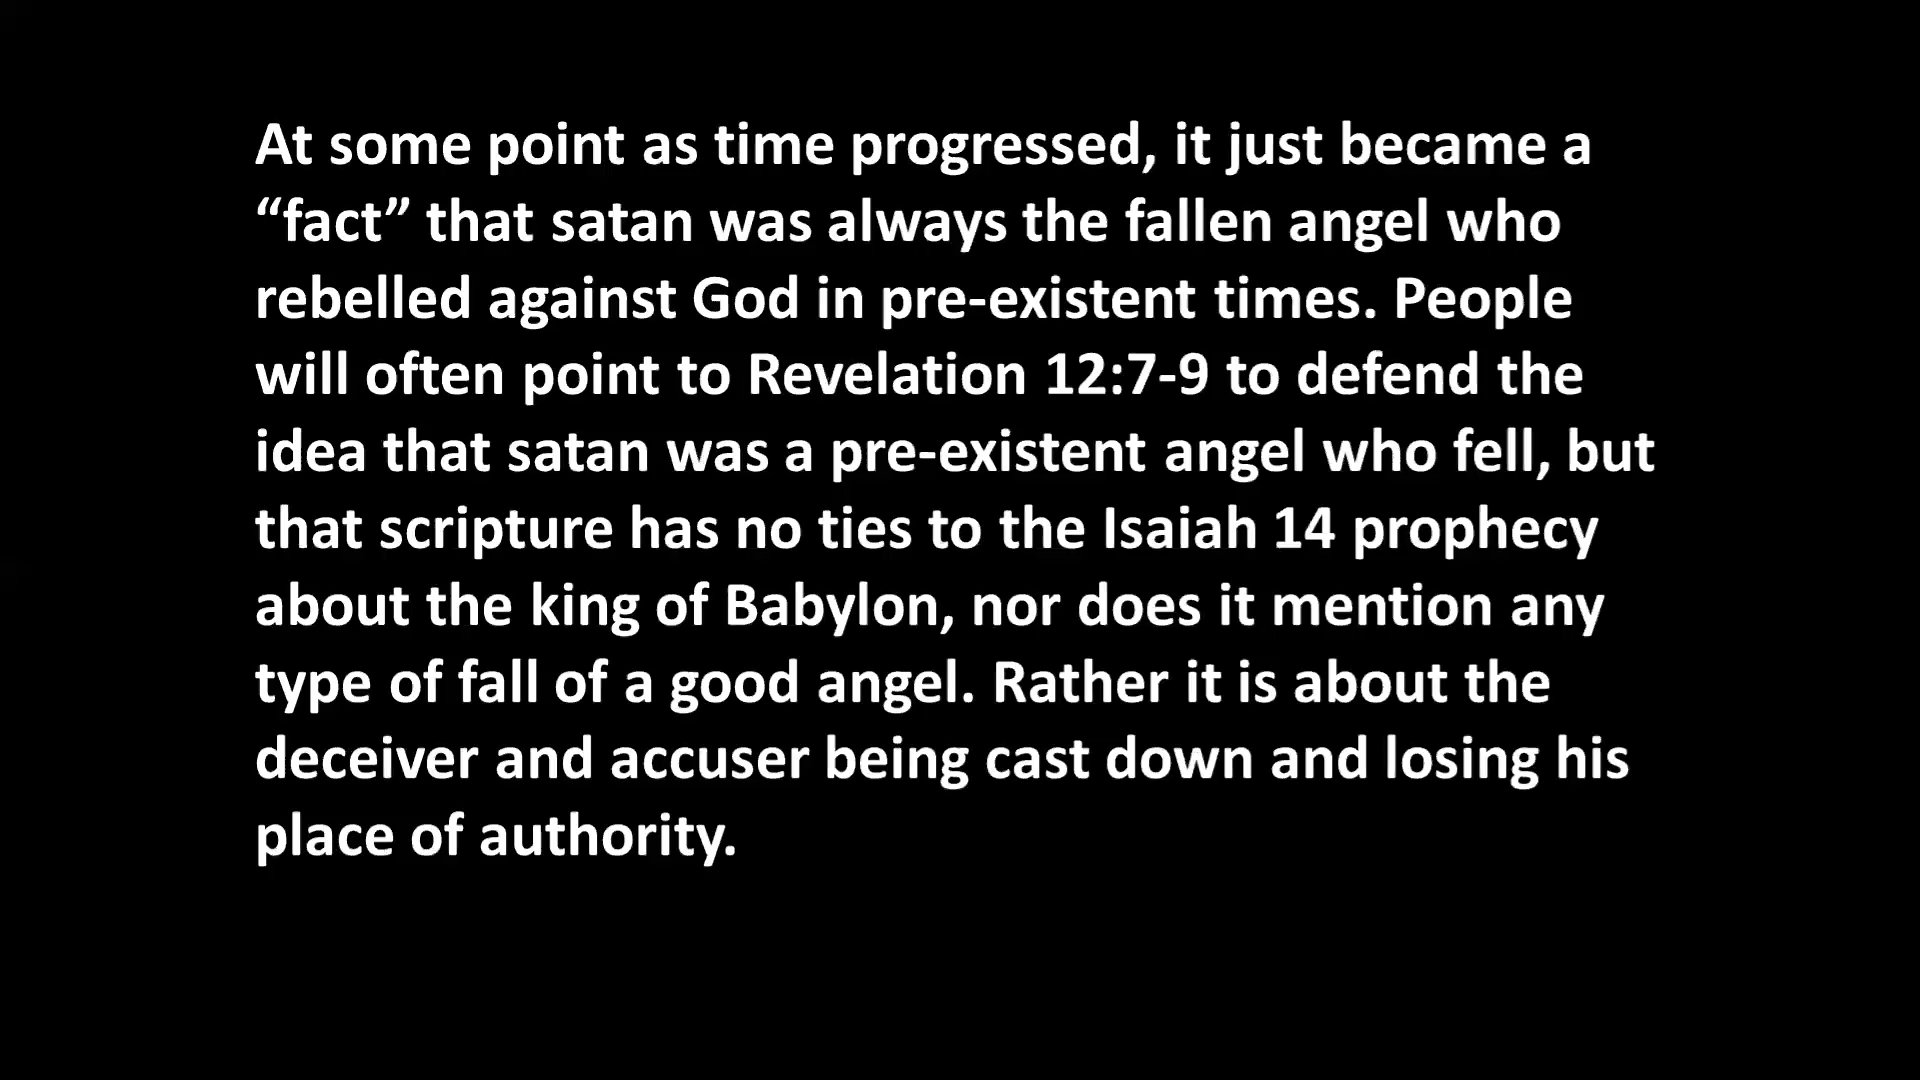 At some point as time progressed, it just became a
“fact” that satan was always the fallen angel who
rebelled against God in pre-existent times. People
will often point to Revelation 12:7-9 to defend the
idea that satan was a pre-existent angel who fell, but
that scripture has no ties to the Isaiah 14 prophecy
about the king of Babylon, nor does it mention any
type of fall of a good angel. Rather it is about the
deceiver and accuser being cast down and losing his
place of authority.